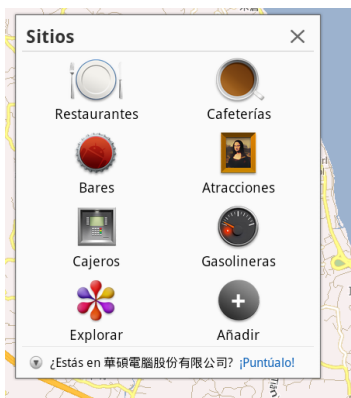 Sitios
Restaurantes
Cafeterías
Bares
Atracciones
Cajeros
Gasolineras
Explorar
Añadir
¿Estás en 華碩電腦股份有限公司? ¡Puntúalo!